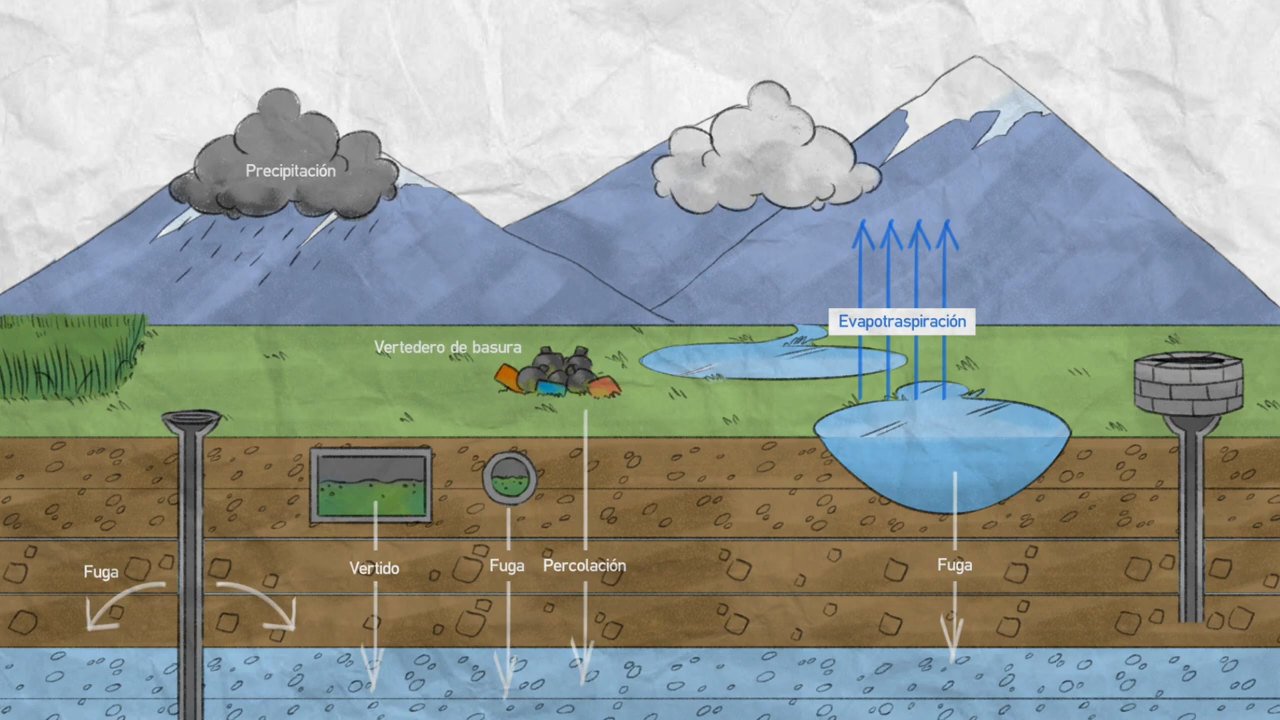 Precipitación
Evapotraspiración
Vertedero de basura
Fuga
Vertido
Fuga
Percolación
Fuga